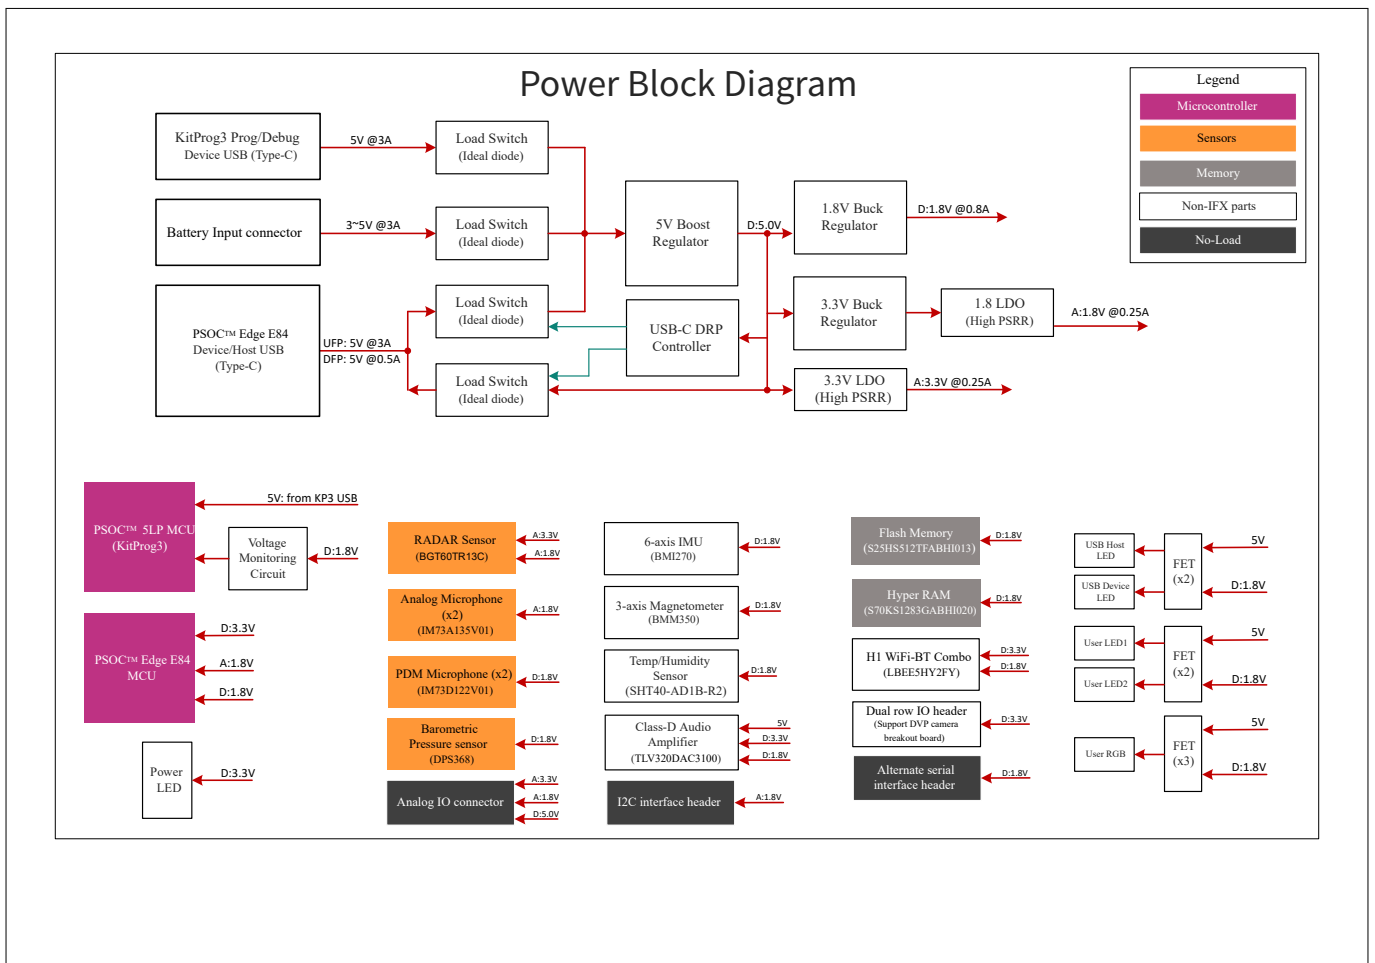 Power Block Diagram
Legend
Microcontroller
Sensors
Memory
Non-IFX parts
No-Load
KitProg3 Prog/Debug
Device USB (Type-C)
5V @3A
Load Switch
(Ideal diode)
Battery Input connector
3~5V @3A
Load Switch
(Ideal diode)
PSOC™ Edge E84
Device/Host USB
(Type-C)
UFP: 5V @3A
DFP: 5V @0.5A
Load Switch
(Ideal diode)
Load Switch
(Ideal diode)
5V Boost
Regulator
D:5.0V
USB-C DRP
Controller
1.8V Buck
Regulator
D:1.8V @0.8A
3.3V Buck
Regulator
1.8 LDO
(High PSRR)
A:1.8V @0.25A
3.3V LDO
(High PSRR)
A:3.3V @0.25A
PSOC™ 5LP MCU
(KitProg3)
5V: from KP3 USB
Voltage
Monitoring
Circuit
D:1.8V
PSOC™ Edge E84
MCU
D:3.3V
A:1.8V
D:1.8V
Power
LED
D:3.3V
RADAR Sensor
(BGT60TR13C)
A:3.3V
A:1.8V
Analog Microphone
(x2)
(IM73A135V01)
A:1.8V
PDM Microphone (x2)
(IM73D122V01)
D:1.8V
Barometric
Pressure sensor
(DPS368)
D:1.8V
Analog IO connector
A:3.3V
A:1.8V
D:5.0V
6-axis IMU
(BMI270)
D:1.8V
3-axis Magnetometer
(BMM350)
D:1.8V
Temp/Humidity
Sensor
(SHT40-AD1B-R2)
D:1.8V
Class-D Audio
Amplifier
(TLV320DAC3100)
5V
D:3.3V
D:1.8V
I2C interface header
A:1.8V
Flash Memory
(S25HS512TFABHI013)
D:1.8V
Hyper RAM
(S70KS1283GABHI020)
D:1.8V
H1 WiFi-BT Combo
(LBEE5HY2FY)
D:3.3V
D:1.8V
Dual row IO header
(Support DVP camera
breakout board)
D:3.3V
Alternate serial
interface header
D:1.8V
USB Host
LED
USB Device
LED
FET
(x2)
5V
D:1.8V
User LED1
User LED2
FET
(x2)
5V
D:1.8V
User RGB
FET
(x3)
5V
D:1.8V